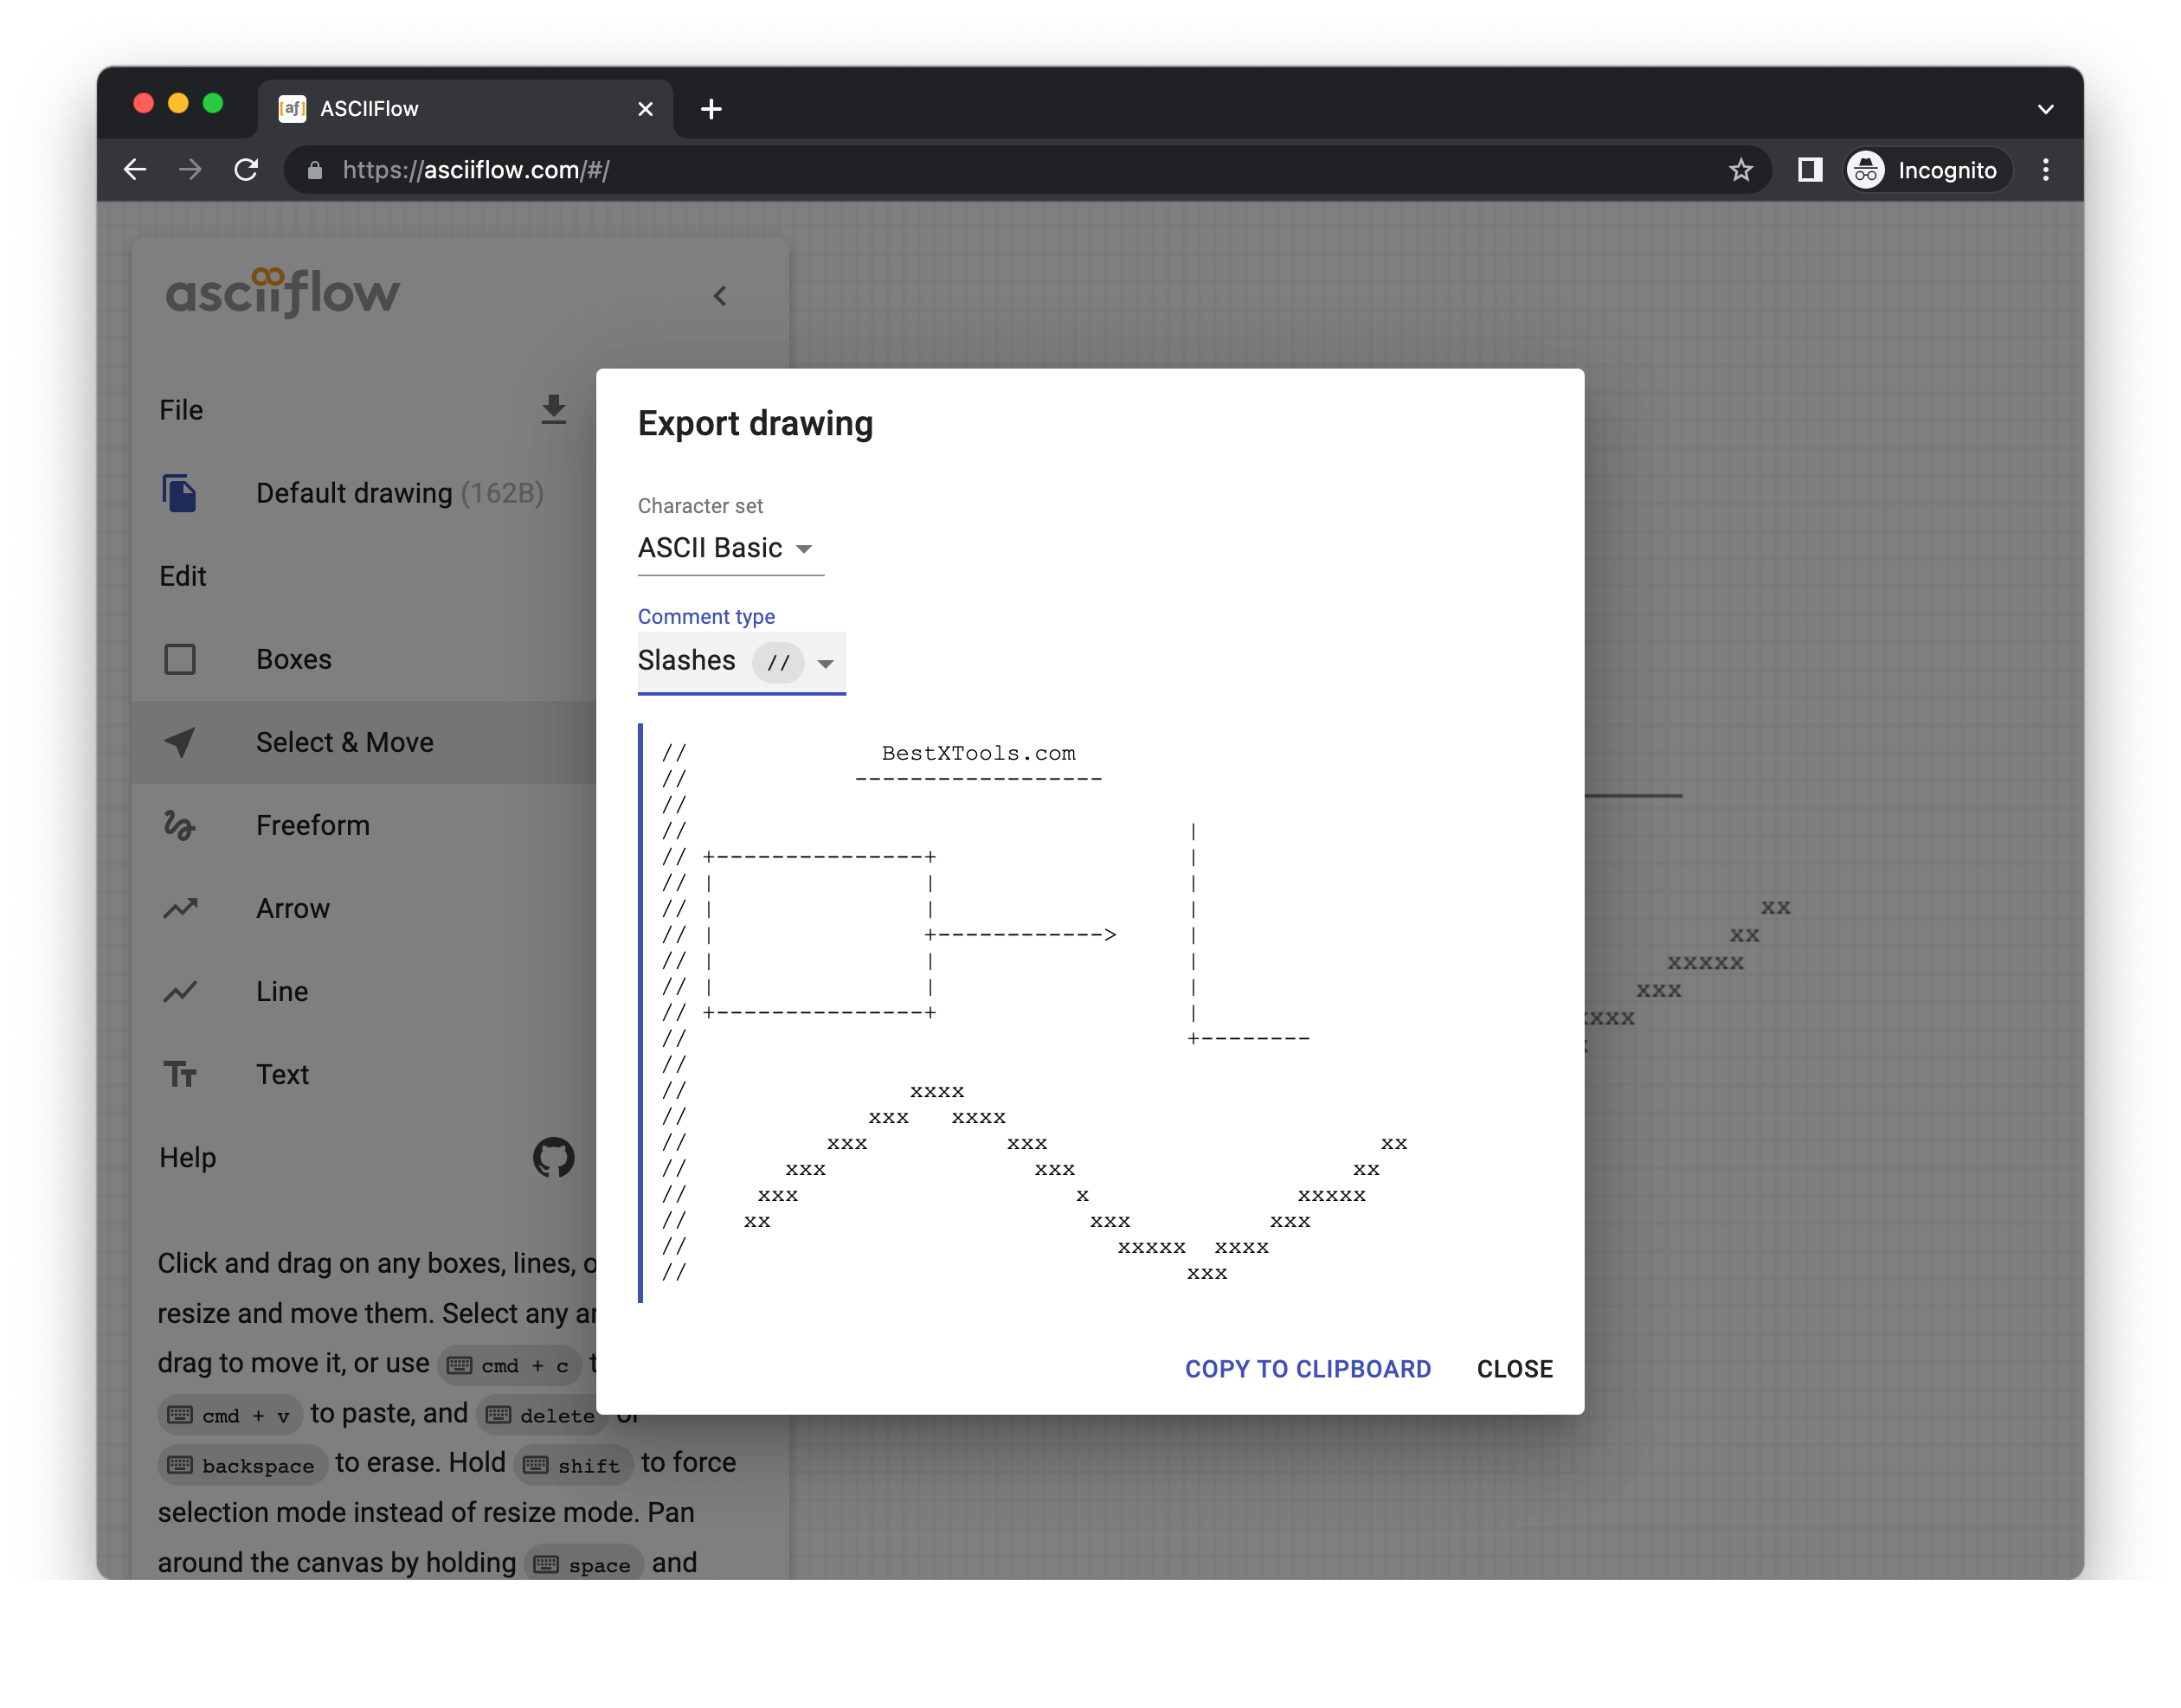 [af] ASCIIFlow
https://asciiflow.com/#/
Incognito
asciiflow
File
Default drawing (162B)
Edit
Boxes
Select & Move
Freeform
Arrow
Line
Text
Help
Click and drag on any boxes, lines,
resize and move them. Select any
drag to move it, or use cmd + c
cmd + v to paste, and delete or
backspace to erase. Hold shift to force
selection mode instead of resize mode. Pan
around the canvas by holding space and
Export drawing
Character set
ASCII Basic
Comment type
Slashes //
//              BestXTools.com
//            ------------------
//
//                                    |
// +---------------+                  |
// |               |                  |
// |               |                  |
// |               +------------>     |
// |               |                  |
// |               |                  |
// +---------------+                  |
//                                    +--------
//
//                xxxx
//             xxx   xxxx
//          xxx          xxx                        xx
//       xxx               xxx                    xx
//     xxx                    x               xxxxx
//    xx                       xxx          xxx
//                               xxxxx  xxxx
//                                    xxx
COPY TO CLIPBOARD CLOSE
xx
xx
xxxxx
xxx
xxx